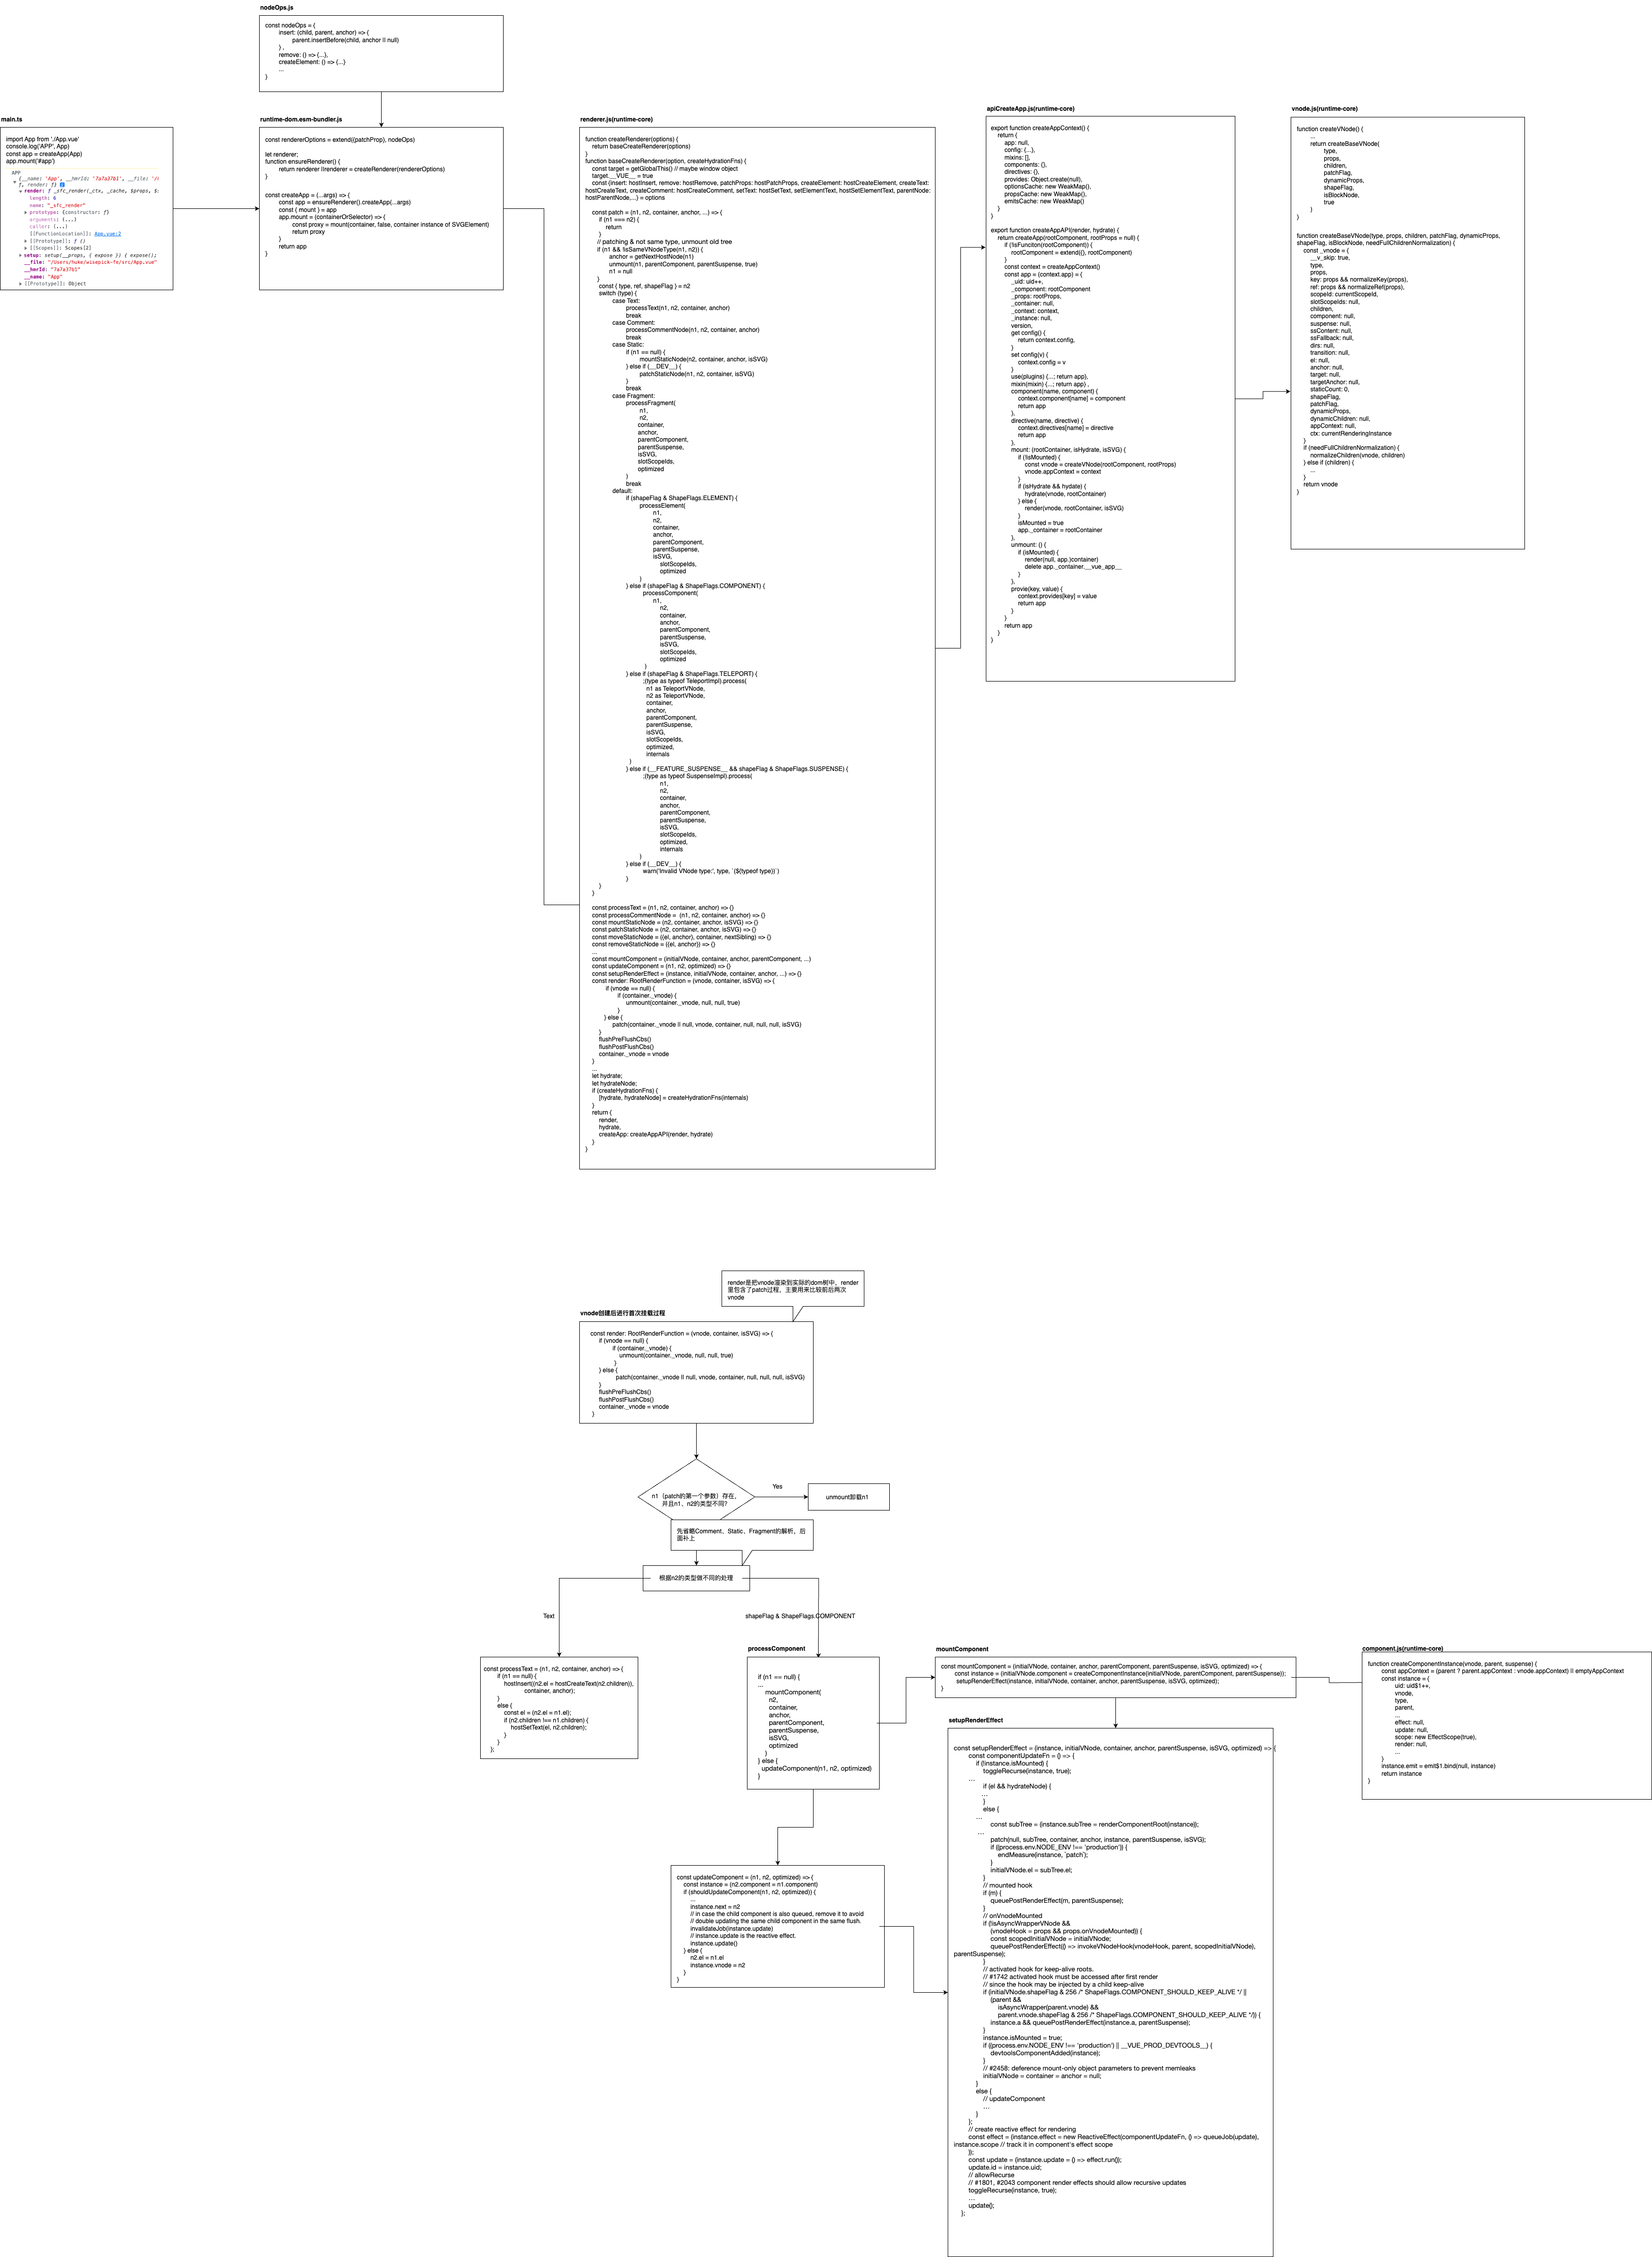 nodeOps.js
const nodeOps = {
insert: (child, parent, anchor) => {
parent.insertBefore(child, anchor || null)
} ,
remove: () => {...},
createElement: () => {...}
...
}
main.ts
import App from './App.vue'
console.log('APP', App)
const app = createApp(App)
app.mount('#app')
APP
{__name: 'App', __hmrId: '7a7a37b1', __file: '/
ƒ, render: ƒ}
render: ƒ _sfc_render(_ctx, _cache, $props, $
length: 6
name: "_sfc_render"
prototype: {constructor: ƒ}
arguments: (...)
caller: (...)
[[FunctionLocation]]: App.vue:2
[[Prototype]]: ƒ ()
[[Scopes]]: Scopes[2]
setup: setup(__props, { expose }) { expose();
__file: "/Users/huke/wisepick-fe/src/App.vue"
__hmrId: "7a7a37b1"
__name: "App"
[[Prototype]]: Object
runtime-dom.esm-bundler.js
const rendererOptions = extend({patchProp}, nodeOps)
let renderer;
function ensureRenderer() {
return renderer ||renderer = createRenderer(rendererOptions)
}
const createApp = (...args) => {
const app = ensureRenderer().createApp(...args)
const { mount } = app
app.mount = (containerOrSelector) => {
const proxy = mount(container, false, container instance of SVGElement)
return proxy
}
return app
}
renderer.js(runtime-core)
function createRenderer(options) {
return baseCreateRenderer(options)
}
function baseCreateRenderer(option, createHydrationFns) {
const target = getGlobalThis() // maybe window object
target.__VUE__ = true
const {insert: hostInsert, remove: hostRemove, patchProps: hostPatchProps, createElement: hostCreateElement, createText:
hostCreateText, createComment: hostCreateComment, setText: hostSetText, setElementText: hostSetElementText, parentNode:
hostParentNode,...} = options
const patch = (n1, n2, container, anchor, ...) => {
if (n1 === n2) {
return
}
// patching & not same type, unmount old tree
if (n1 && !isSameVNodeType(n1, n2)) {
anchor = getNextHostNode(n1)
unmount(n1, parentComponent, parentSuspense, true)
n1 = null
}
const { type, ref, shapeFlag } = n2
switch (type) {
case Text:
processText(n1, n2, container, anchor)
break
case Comment:
processCommentNode(n1, n2, container, anchor)
break
case Static:
if (n1 == null) {
mountStaticNode(n2, container, anchor, isSVG)
} else if (__DEV__) {
patchStaticNode(n1, n2, container, isSVG)
}
break
case Fragment:
processFragment(
n1,
n2,
container,
anchor,
parentComponent,
parentSuspense,
isSVG,
slotScopeIds,
optimized
)
break
default:
if (shapeFlag & ShapeFlags.ELEMENT) {
processElement(
n1,
n2,
container,
anchor,
parentComponent,
parentSuspense,
isSVG,
slotScopeIds,
optimized
)
} else if (shapeFlag & ShapeFlags.COMPONENT) {
processComponent(
n1,
n2,
container,
anchor,
parentComponent,
parentSuspense,
isSVG,
slotScopeIds,
optimized
)
} else if (shapeFlag & ShapeFlags.TELEPORT) {
;(type as typeof TeleportImpl).process(
n1 as TeleportVNode,
n2 as TeleportVNode,
container,
anchor,
parentComponent,
parentSuspense,
isSVG,
slotScopeIds,
optimized,
internals
)
} else if (__FEATURE_SUSPENSE__ && shapeFlag & ShapeFlags.SUSPENSE) {
;(type as typeof SuspenseImpl).process(
n1,
n2,
container,
anchor,
parentComponent,
parentSuspense,
isSVG,
slotScopeIds,
optimized,
internals
)
} else if (__DEV__) {
warn('Invalid VNode type:', type, `(${typeof type})`)
}
}
}
const processText = (n1, n2, container, anchor) => {}
const processCommentNode = (n1, n2, container, anchor) => {}
const mountStaticNode = (n2, container, anchor, isSVG) => {}
const patchStaticNode = (n2, container, anchor, isSVG) => {}
const moveStaticNode = ({el, anchor}, container, nextSibling) => {}
const removeStaticNode = ({el, anchor}) => {}
...
const mountComponent = (initialVNode, container, anchor, parentComponent, ...)
const updateComponent = (n1, n2, optimized) => {}
const setupRenderEffect = (instance, initialVNode, container, anchor, ...) => {}
const render: RootRenderFunction = (vnode, container, isSVG) => {
if (vnode == null) {
if (container._vnode) {
unmount(container._vnode, null, null, true)
}
} else {
patch(container._vnode || null, vnode, container, null, null, null, isSVG)
}
flushPreFlushCbs()
flushPostFlushCbs()
container._vnode = vnode
}
...
let hydrate;
let hydrateNode;
if (createHydrationFns) {
[hydrate, hydrateNode] = createHydrationFns(internals)
}
return {
render,
hydrate,
createApp: createAppAPI(render, hydrate)
}
}
apiCreateApp.js(runtime-core)
export function createAppContext() {
return {
app: null,
config: {...},
mixins: [],
components: {},
directives: {},
provides: Object.create(null),
optionsCache: new WeakMap(),
propsCache: new WeakMap(),
emitsCache: new WeakMap()
}
}
export function createAppAPI(render, hydrate) {
return createApp(rootComponent, rootProps = null) {
if (!isFunciton(rootComponent)) {
rootComponent = extend({}, rootComponent)
}
const context = createAppContext()
const app = (context.app) = {
_uid: uid++,
_component: rootComponent
_props: rootProps,
_container: null,
_context: context,
_instance: null,
version,
get config() {
return context.config,
}
set config(v) {
context.config = v
}
use(plugins) {...; return app},
mixin(mixin) {...; return app} ,
component(name, component) {
context.component[name] = component
return app
},
directive(name, directive) {
context.directives[name] = directive
return app
},
mount: (rootContainer, isHydrate, isSVG) {
if (!isMounted) {
const vnode = createVNode(rootComponent, rootProps)
vnode.appContext = context
}
if (isHydrate && hydate) {
hydrate(vnode, rootContainer)
} else {
render(vnode, rootContainer, isSVG)
}
isMounted = true
app._container = rootContainer
},
unmount: () {
if (isMounted) {
render(null, app.)container)
delete app._container.__vue_app__
}
},
provie(key, value) {
context.provides[key] = value
return app
}
}
return app
}
}
vnode.js(runtime-core)
function createVNode() {
...
return createBaseVNode(
type,
props,
children,
patchFlag,
dynamicProps,
shapeFlag,
isBlockNode,
true
)
}
function createBaseVNode(type, props, children, patchFlag, dynamicProps,
shapeFlag, isBlockNode, needFullChildrenNormalization) {
const _vnode = {
__v_skip: true,
type,
props,
key: props && normalizeKey(props),
ref: props && normalizeRef(props),
scopeId: currentScopeId,
slotScopeIds: null,
children,
component: null,
suspense: null,
ssContent: null,
ssFallback: null,
dirs: null,
transition: null,
el: null,
anchor: null,
target: null,
targetAnchor: null,
staticCount: 0,
shapeFlag,
patchFlag,
dynamicProps,
dynamicChildren: null,
appContext: null,
ctx: currentRenderingInstance
}
if (needFullChildrenNormalization) {
normalizeChildren(vnode, children)
} else if (children) {
...
}
return vnode
}
render是把vnode渲染到实际的dom树中，render
里包含了patch过程，主要用来比较前后两次
vnode
vnode创建后进行首次挂载过程
const render: RootRenderFunction = (vnode, container, isSVG) => {
if (vnode == null) {
if (container._vnode) {
unmount(container._vnode, null, null, true)
}
} else {
patch(container._vnode || null, vnode, container, null, null, null, isSVG)
}
flushPreFlushCbs()
flushPostFlushCbs()
container._vnode = vnode
}
n1（patch的第一个参数）存在，
并且n1、n2的类型不同？
Yes
unmount卸载n1
先省略Comment、Static、Fragment的解析，后
面补上
根据n2的类型做不同的处理
Text
shapeFlag & ShapeFlags.COMPONENT
const processText = (n1, n2, container, anchor) => {
if (n1 == null) {
hostInsert((n2.el = hostCreateText(n2.children)),
container, anchor);
}
else {
const el = (n2.el = n1.el);
if (n2.children !== n1.children) {
hostSetText(el, n2.children);
}
}
};
processComponent
if (n1 == null) {
...
mountComponent(
n2,
container,
anchor,
parentComponent,
parentSuspense,
isSVG,
optimized
)
} else {
updateComponent(n1, n2, optimized)
}
mountComponent
const mountComponent = (initialVNode, container, anchor, parentComponent, parentSuspense, isSVG, optimized) => {
const instance = (initialVNode.component = createComponentInstance(initialVNode, parentComponent, parentSuspense));
setupRenderEffect(instance, initialVNode, container, anchor, parentSuspense, isSVG, optimized);
}
component.js(runtime-core)
function createComponentInstance(vnode, parent, suspense) {
const appContext = (parent ? parent.appContext : vnode.appContext) || emptyAppContext
const instance = {
uid: uid$1++,
vnode,
type,
parent,
...
effect: null,
update: null,
scope: new EffectScope(true),
render: null,
...
}
instance.emit = emit$1.bind(null, instance)
return instance
}
updateComponent
const updateComponent = (n1, n2, optimized) => {
const instance = (n2.component = n1.component)
if (shouldUpdateComponent(n1, n2, optimized)) {
...
instance.next = n2
// in case the child component is also queued, remove it to avoid
// double updating the same child component in the same flush.
invalidateJob(instance.update)
// instance.update is the reactive effect.
instance.update()
} else {
n2.el = n1.el
instance.vnode = n2
}
}
setupRenderEffect
const setupRenderEffect = (instance, initialVNode, container, anchor, parentSuspense, isSVG, optimized) => {
const componentUpdateFn = () => {
if (!instance.isMounted) {
toggleRecurse(instance, true);
...
if (el && hydrateNode) {
...
}
else {
...
const subTree = (instance.subTree = renderComponentRoot(instance));
...
patch(null, subTree, container, anchor, instance, parentSuspense, isSVG);
if ((process.env.NODE_ENV !== 'production')) {
endMeasure(instance, `patch`);
}
initialVNode.el = subTree.el;
}
// mounted hook
if (m) {
queuePostRenderEffect(m, parentSuspense);
}
// onVnodeMounted
if (!isAsyncWrapperVNode &&
(vnodeHook = props && props.onVnodeMounted)) {
const scopedInitialVNode = initialVNode;
queuePostRenderEffect(() => invokeVNodeHook(vnodeHook, parent, scopedInitialVNode),
parentSuspense);
}
// activated hook for keep-alive roots.
// #1742 activated hook must be accessed after first render
// since the hook may be injected by a child keep-alive
if (initialVNode.shapeFlag & 256 /* ShapeFlags.COMPONENT_SHOULD_KEEP_ALIVE */ ||
(parent &&
isAsyncWrapper(parent.vnode) &&
parent.vnode.shapeFlag & 256 /* ShapeFlags.COMPONENT_SHOULD_KEEP_ALIVE */)) {
instance.a && queuePostRenderEffect(instance.a, parentSuspense);
}
instance.isMounted = true;
if ((process.env.NODE_ENV !== 'production') || __VUE_PROD_DEVTOOLS__) {
devtoolsComponentAdded(instance);
}
// #2458: deference mount-only object parameters to prevent memleaks
initialVNode = container = anchor = null;
}
else {
// updateComponent
...
}
};
// create reactive effect for rendering
const effect = (instance.effect = new ReactiveEffect(componentUpdateFn, () => queueJob(update),
instance.scope // track it in component's effect scope
));
const update = (instance.update = () => effect.run());
update.id = instance.uid;
// allowRecurse
// #1801, #2043 component render effects should allow recursive updates
toggleRecurse(instance, true);
...
update();
};